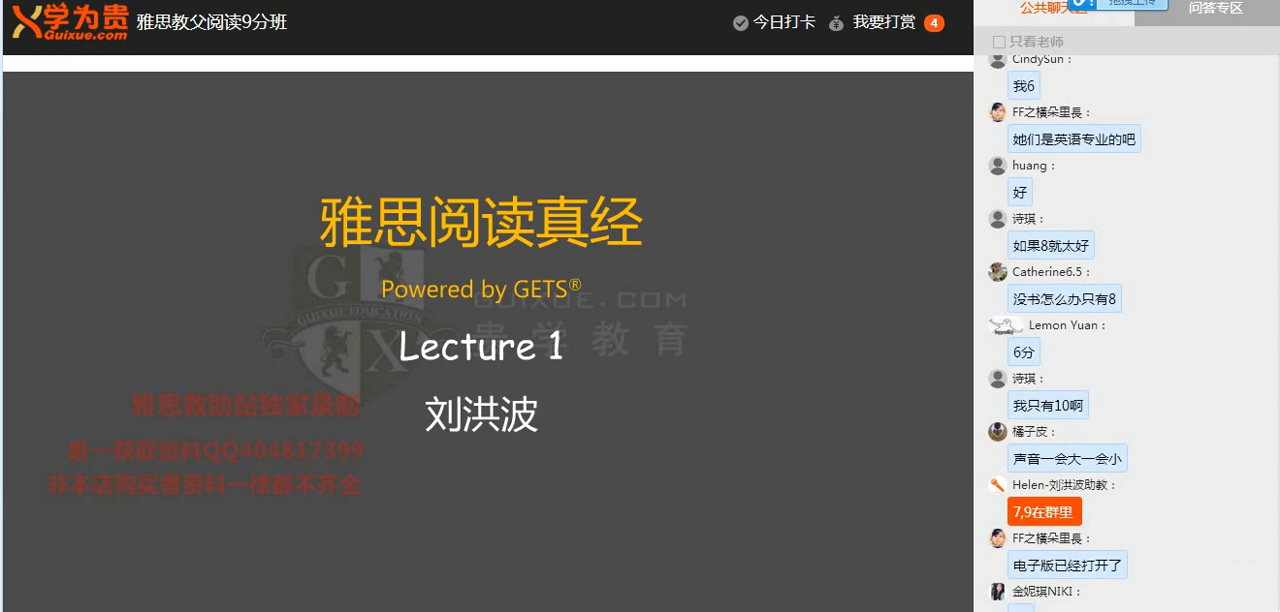 学为贵
Guixue.com
雅思教父阅读9分班
今日打卡
我要打赏
4
雅思阅读真经
Powered by GETS®
GUIXUE.COM
GUIXUE EDUCATION
G
X
贵学教育
Lecture 1
刘洪波
雅思救助站独家录制
唯一获取资料QQ404817399
非本店购买者资料一律都不齐全
公共聊天区
拖拽上传
问答专区
只看老师
CindySun：
我6
FF之橫朵里長：
她们是英语专业的吧
huang：
好
诗琪：
如果8就太好
Catherine6.5：
没书怎么办只有8
Lemon Yuan：
6分
诗琪：
我只有10啊
橘子皮：
声音一会大一会小
Helen-刘洪波助教：
7,9在群里
FF之橫朵里長：
电子版已经打开了
金妮琪NIKI：